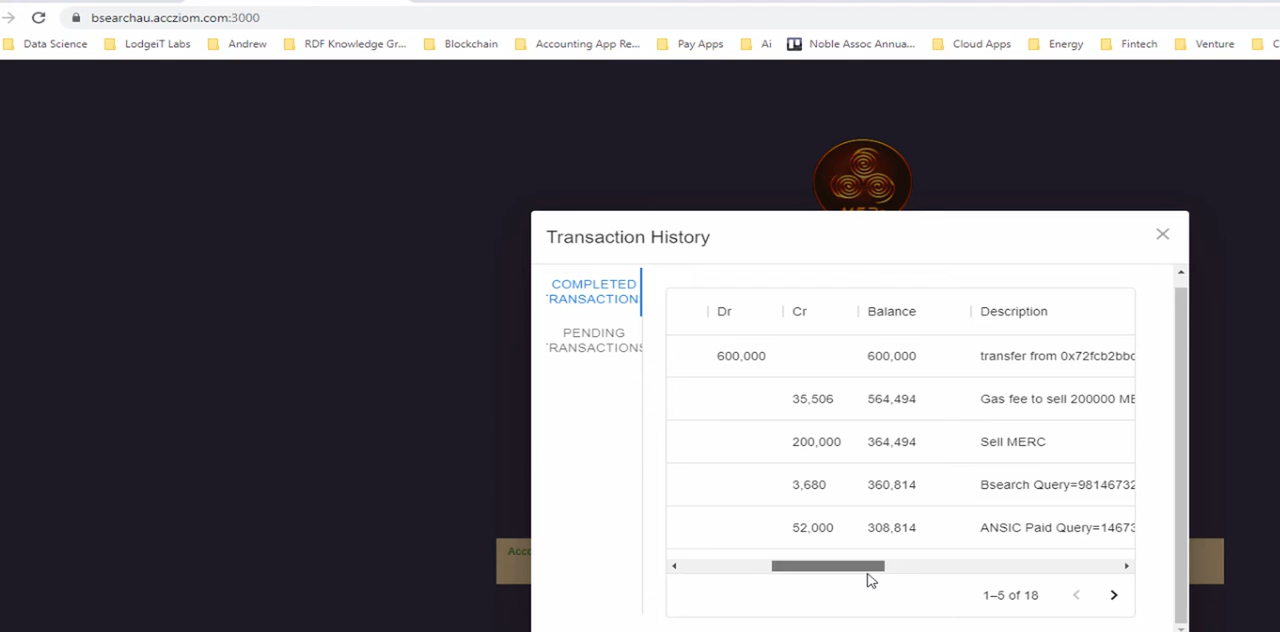 bsearchau.accziom.com:3000
Data Science LodgeiT Labs Andrew RDF Knowledge Gr... Blockchain Accounting App Re... Pay Apps Ai Noble Assoc Annua... Cloud Apps Energy Fintech Venture
Transaction History
COMPLETED
TRANSACTION
PENDING
TRANSACTIONS
Dr Cr Balance Description
600,000 600,000 transfer from 0x72fcb2bbc
35,506 564,494 Gas fee to sell 200000 ME
200,000 364,494 Sell MERC
3,680 360,814 Bsearch Query=98146732
52,000 308,814 ANSIC Paid Query=14673
Acco
1–5 of 18